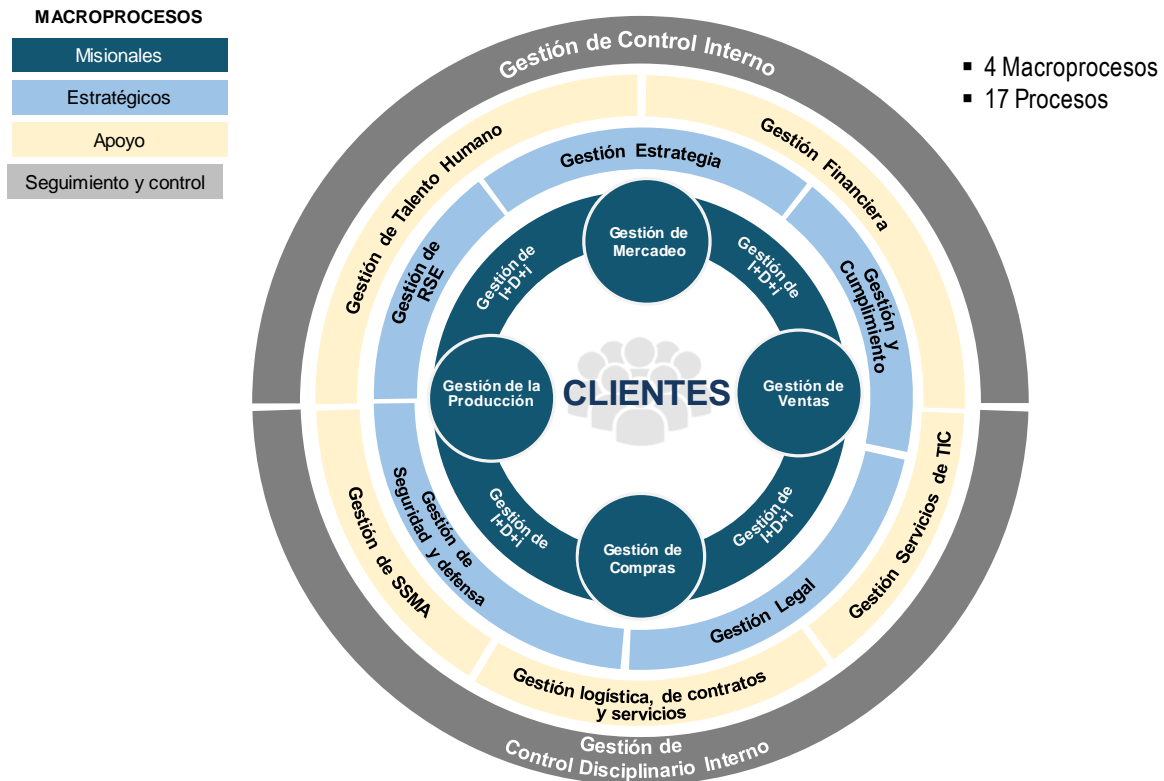 MACROPROCESOS
Misionales
Estratégicos
Apoyo
Seguimiento y control
▪ 4 Macroprocesos
▪ 17 Procesos
Gestión de Control Interno
Gestión de Talento Humano
Gestión Financiera
Gestión Estrategia
Gestión de
RSE
Gestión y
Cumplimiento
Gestión de
Mercadeo
Gestión de
I+D+i
Gestión de
I+D+i
Gestión de la
Producción
CLIENTES
Gestión de
Ventas
Gestión de
I+D+i
Gestión de
I+D+i
Gestión de
Compras
Gestión de
Seguridad y defensa
Gestión Legal
Gestión de SSMA
Gestión Servicios de TIC
Gestión logística, de contratos
y servicios
Gestión de
Control Disciplinario Interno